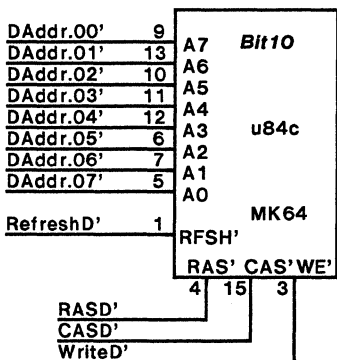 DAddr.00' 9 A7 Bit10
DAddr.01' 13 A6
DAddr.02' 10 A5
DAddr.03' 11 A4
DAddr.04' 12 A3 u84c
DAddr.05' 6 A2
DAddr.06' 7 A1
DAddr.07' 5 A0
MK64
RefreshD' 1 RFSH'
RAS' CAS' WE'
4 15 3
RASD'
CASD'
WriteD'